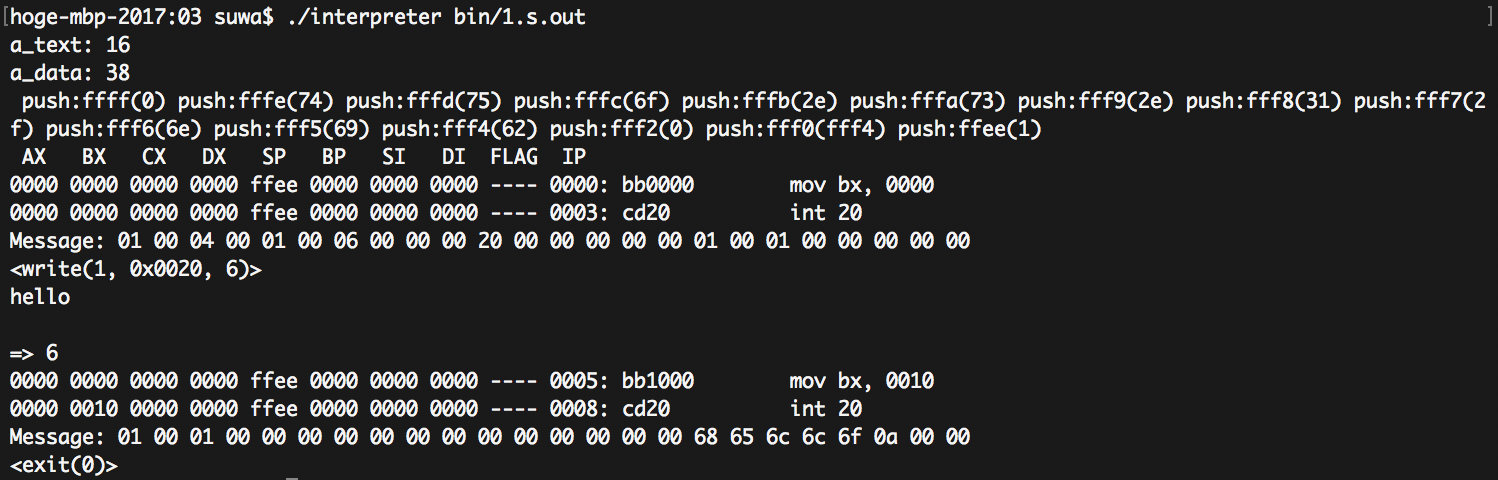 [hoge-mbp-2017:03 suwa$ ./interpreter bin/1.s.out ]
a_text: 16
a_data: 38
 push:ffff(0) push:fffe(74) push:fffd(75) push:fffc(6f) push:fffb(2e) push:fffa(73) push:fff9(2e) push:fff8(31) push:fff7(2
f) push:fff6(6e) push:fff5(69) push:fff4(62) push:fff2(0) push:fff0(fff4) push:ffee(1)
 AX   BX   CX   DX   SP   BP   SI   DI  FLAG  IP
0000 0000 0000 0000 ffee 0000 0000 0000 ---- 0000: bb0000        mov bx, 0000
0000 0000 0000 0000 ffee 0000 0000 0000 ---- 0003: cd20          int 20
Message: 01 00 04 00 01 00 06 00 00 00 20 00 00 00 00 00 01 00 01 00 00 00 00 00
<write(1, 0x0020, 6)>
hello

=> 6
0000 0000 0000 0000 ffee 0000 0000 0000 ---- 0005: bb1000        mov bx, 0010
0000 0010 0000 0000 ffee 0000 0000 0000 ---- 0008: cd20          int 20
Message: 01 00 01 00 00 00 00 00 00 00 00 00 00 00 00 00 68 65 6c 6c 6f 0a 00 00
<exit(0)>